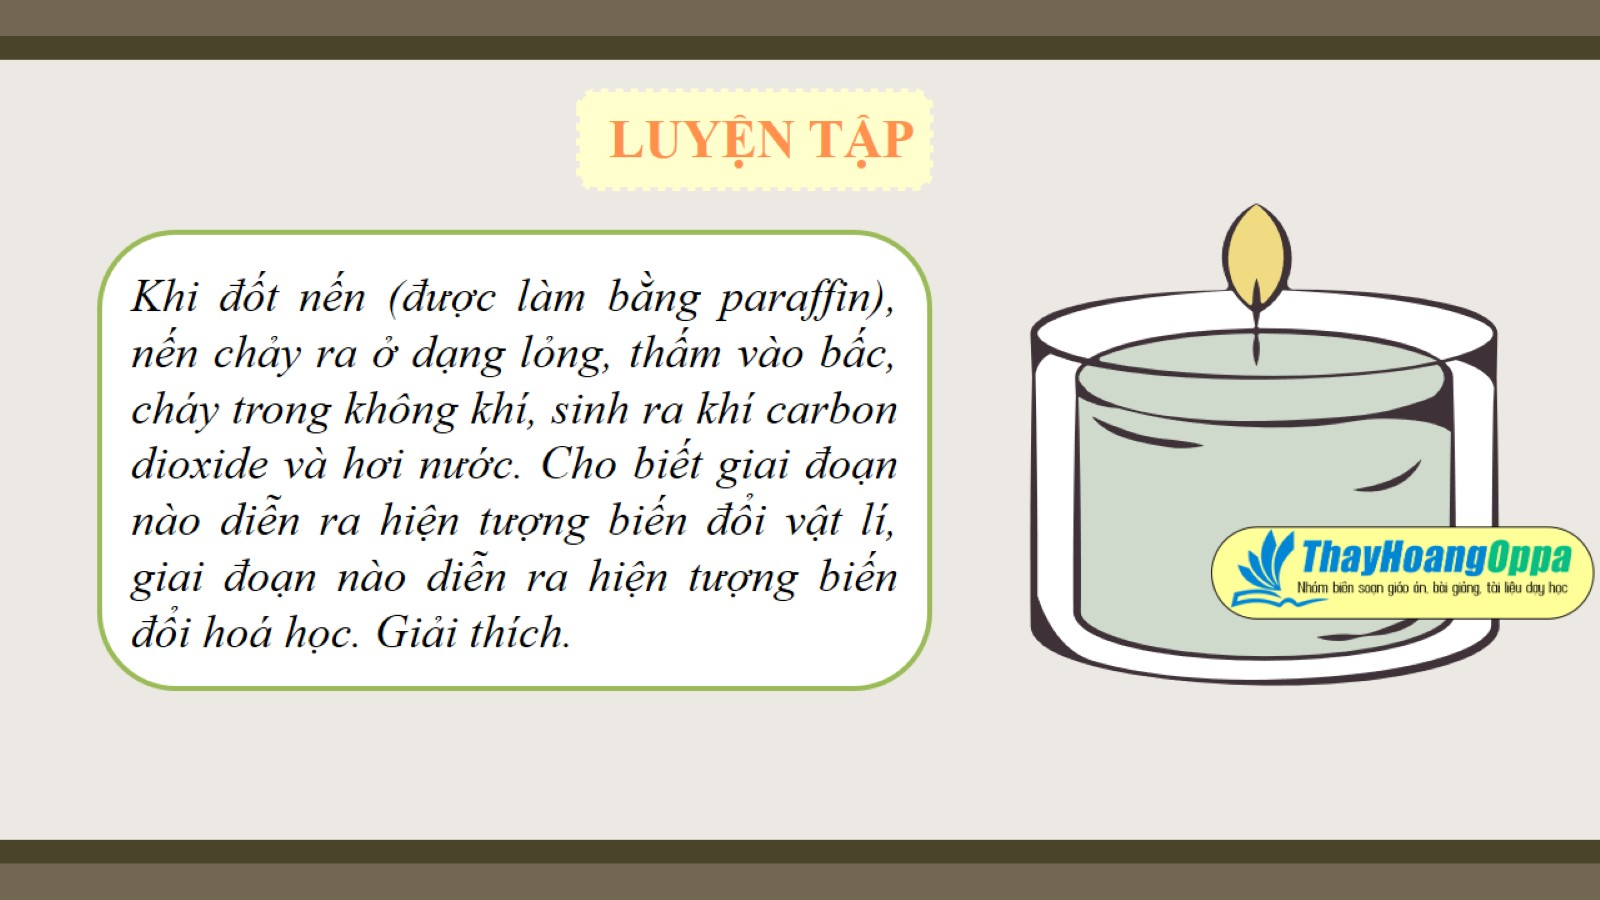 LUYỆN TẬP
Khi đốt nến (được làm bằng paraffin),
nến chảy ra ở dạng lỏng, thấm vào bấc,
cháy trong không khí, sinh ra khí carbon
dioxide và hơi nước. Cho biết giai đoạn
nào diễn ra hiện tượng biến đổi vật lí,
giai đoạn nào diễn ra hiện tượng biến
đổi hoá học. Giải thích.
ThayHoangOppa
Nhóm biên soạn giáo án, bài giảng, tài liệu dạy học